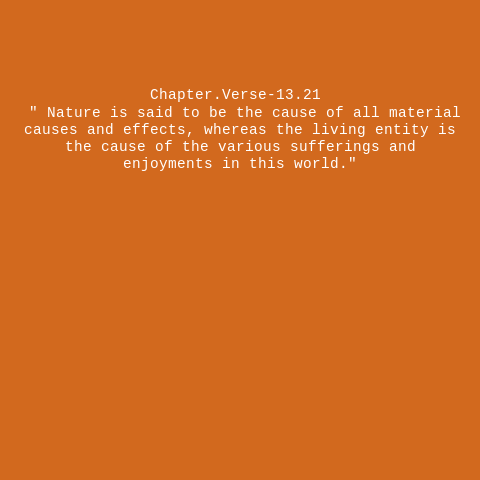 Chapter.Verse-13.21
" Nature is said to be the cause of all material
causes and effects, whereas the living entity is
the cause of the various sufferings and
enjoyments in this world."